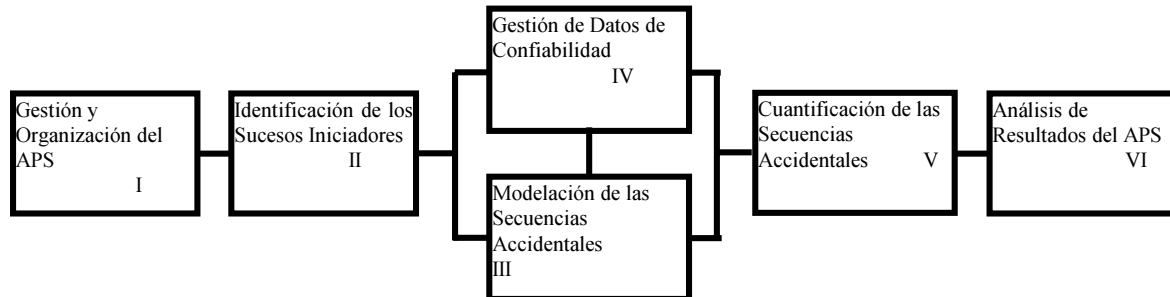 Gestión y
Organización del
APS
I
Identificación de los
Sucesos Iniciadores
II
Gestión de Datos de
Confiabilidad
IV
Modelación de las
Secuencias
Accidentales
III
Cuantificación de las
Secuencias
Accidentales V
Análisis de
Resultados del APS
VI